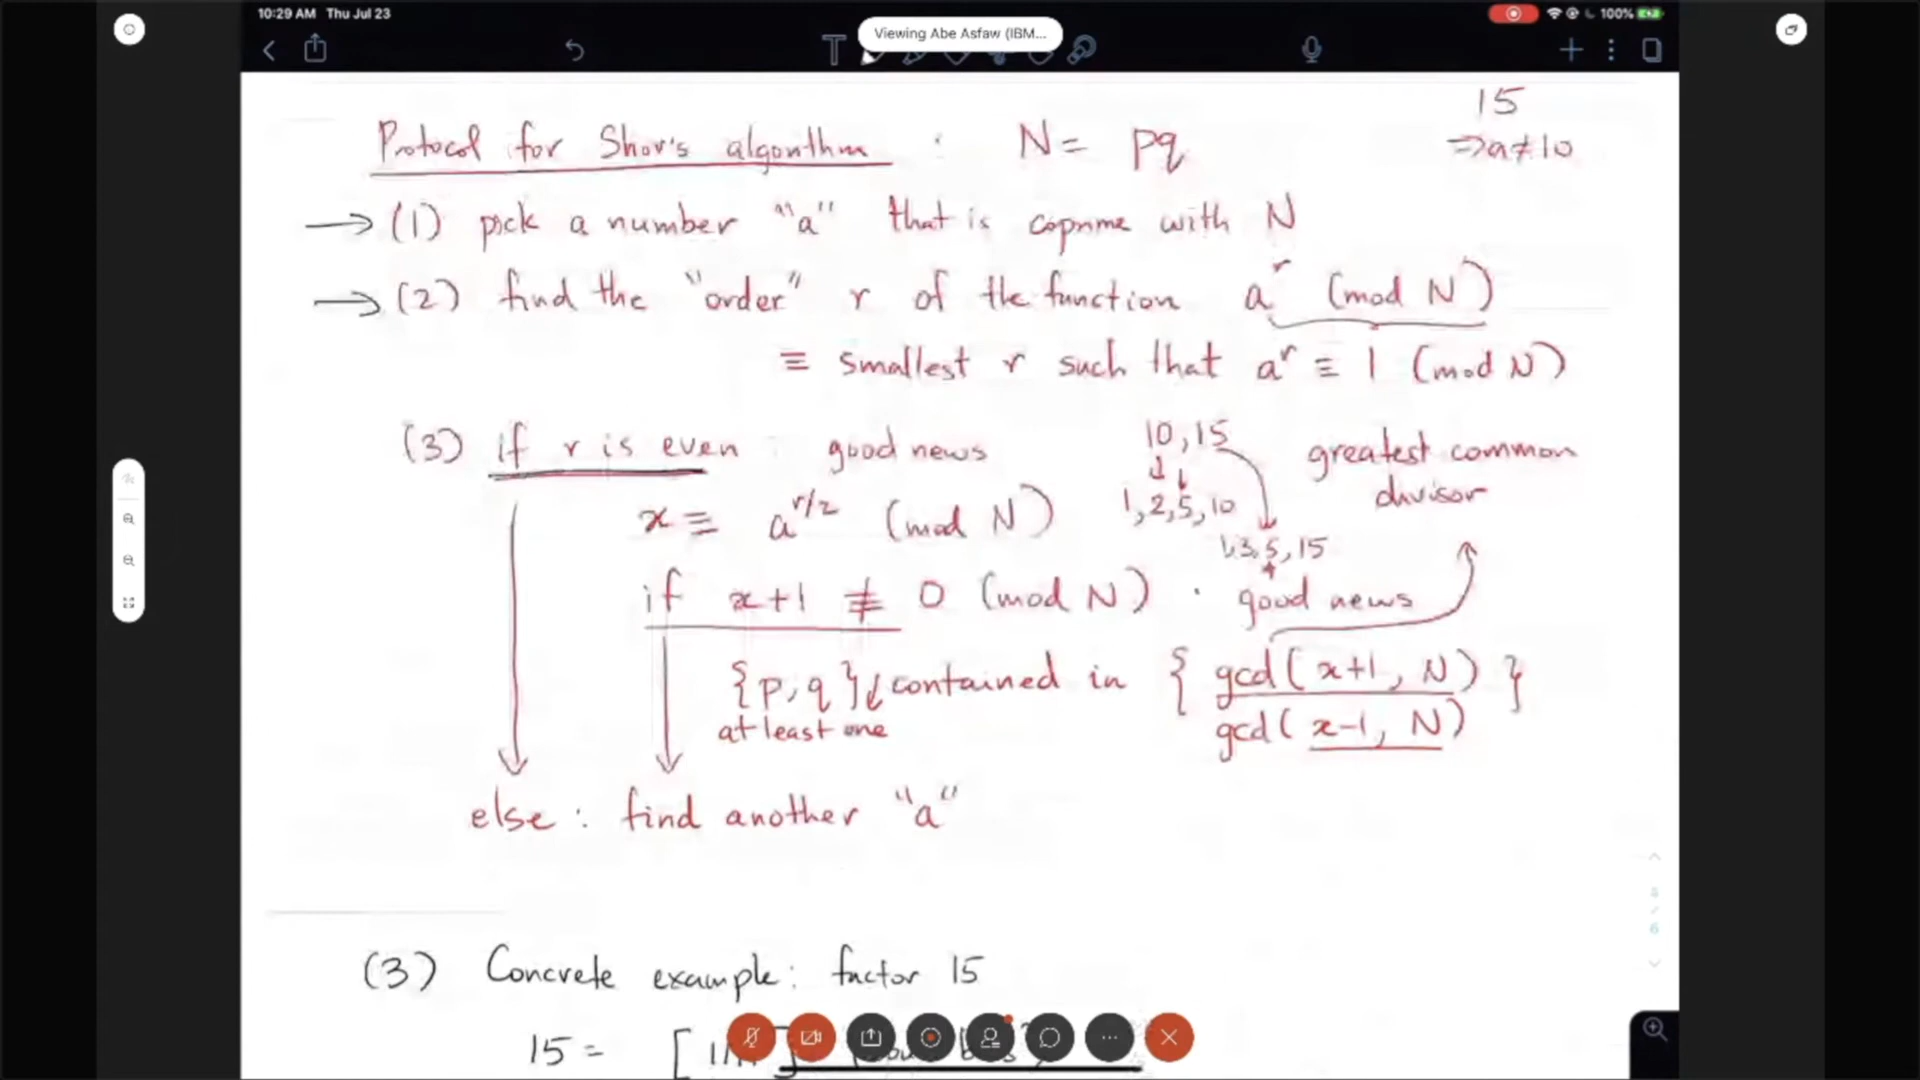 10:29 AM Thu Jul 23
100%
Viewing Abe Asfaw (IBM...
15
⇒ a ≠ 10
Protocol for Shor's algorithm : N = pq
→ (1) pick a number "a" that is coprime with N
→ (2) find the "order" r of the function a^r (mod N)
≡ smallest r such that a^r ≡ 1 (mod N)
(3) if r is even : good news
10, 15
greatest common
divisor
x ≡ a^{r/2} (mod N)
1, 2, 5, 10
1,3,5,15
if x+1 ≢ 0 (mod N) . good news
{p, q} ↓ contained in { gcd(x+1, N) }
at least one
gcd(x-1, N)
else : find another "a"
(3) Concrete example: factor 15
15 = [